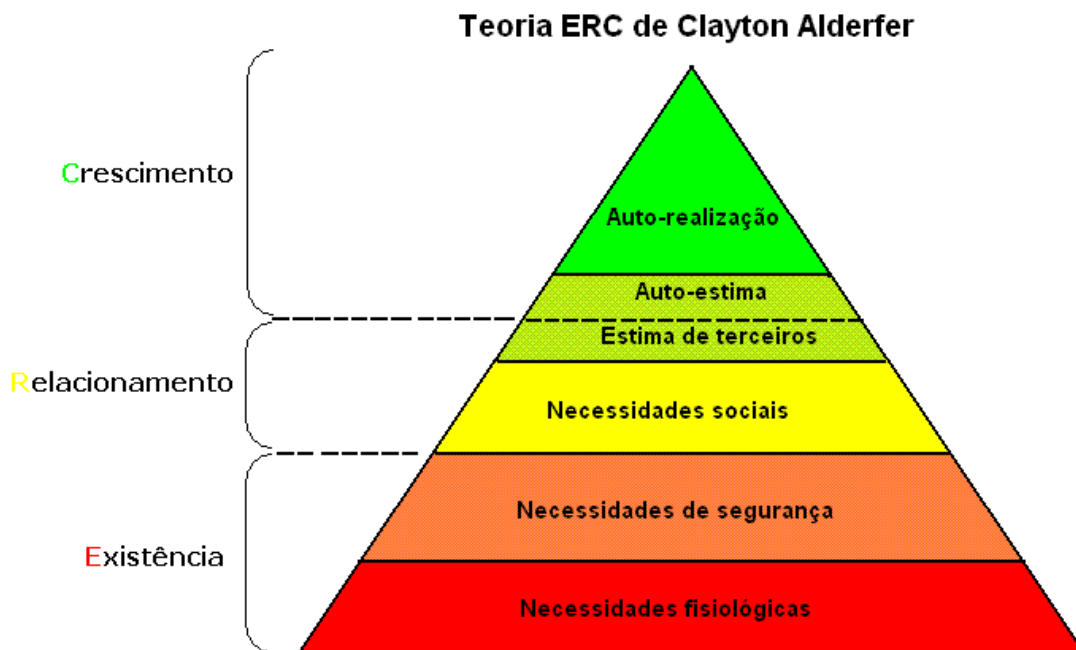 Teoria ERC de Clayton Alderfer
Crescimento
Auto-realização
Auto-estima
Estima de terceiros
Relacionamento
Necessidades sociais
Necessidades de segurança
Existência
Necessidades fisiológicas